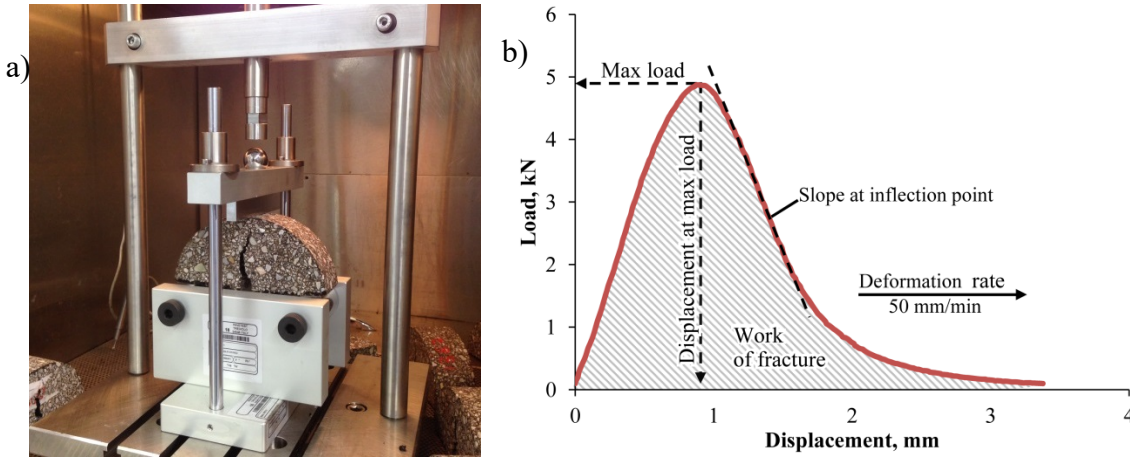 a)
b)
Load, kN
6
5
4
3
2
1
0
Max load
Displacement at max load
Slope at inflection point
Deformation rate
50 mm/min
Work
of fracture
0
1
2
3
4
Displacement, mm